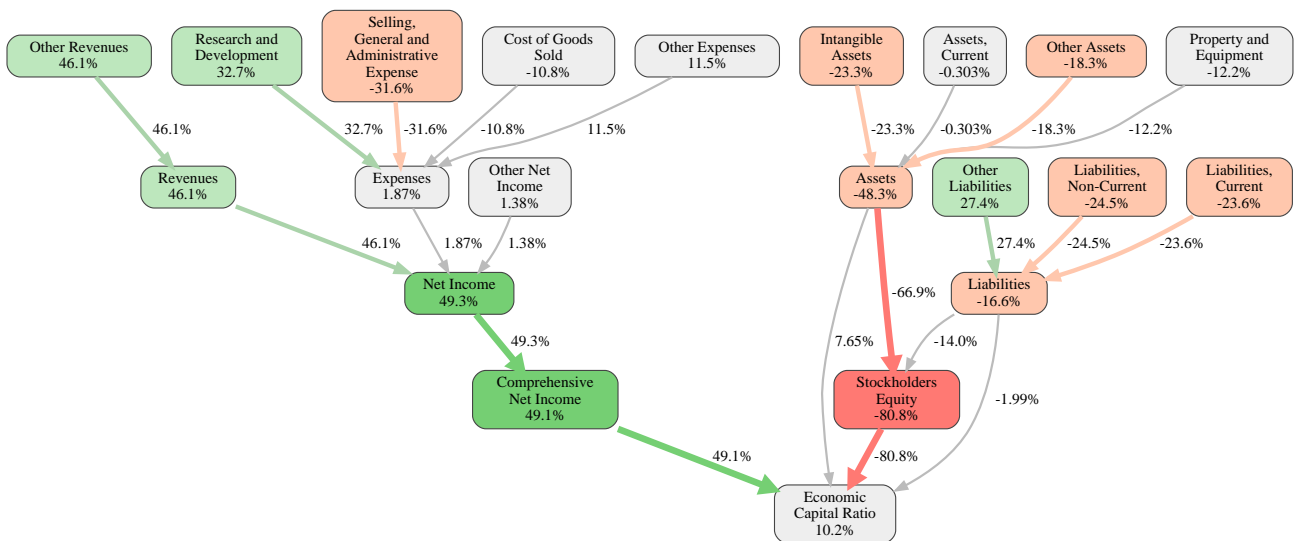 Other Revenues
46.1%
Research and
Development
32.7%
Selling,
General and
Administrative
Expense
-31.6%
Cost of Goods
Sold
-10.8%
Other Expenses
11.5%
Intangible
Assets
-23.3%
Assets,
Current
-0.303%
Other Assets
-18.3%
Property and
Equipment
-12.2%
46.1%
32.7%
-31.6%
-10.8%
11.5%
-23.3%
-0.303%
-18.3%
-12.2%
Revenues
46.1%
Expenses
1.87%
Other Net
Income
1.38%
Assets
-48.3%
Other
Liabilities
27.4%
Liabilities,
Non-Current
-24.5%
Liabilities,
Current
-23.6%
46.1%
1.87%
1.38%
27.4%
-24.5%
-23.6%
Net Income
49.3%
Liabilities
-16.6%
-66.9%
49.3%
7.65%
-14.0%
Comprehensive
Net Income
49.1%
Stockholders
Equity
-80.8%
-1.99%
49.1%
-80.8%
Economic
Capital Ratio
10.2%